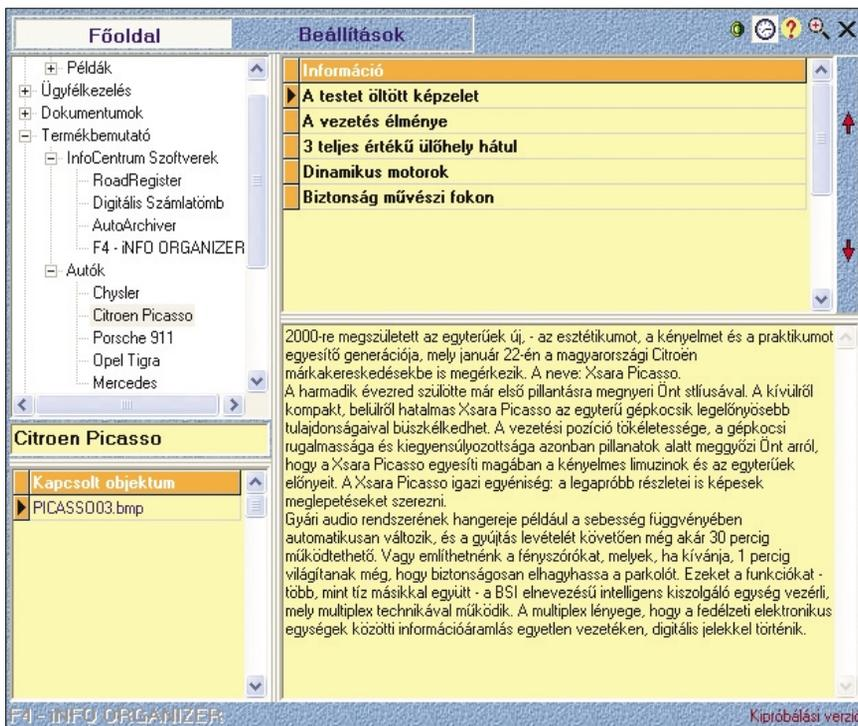 Főoldal
Beállítások
Példák
Ügyfélkezelés
Dokumentumok
Termékbemutató
InfoCentrum Szoftverek
RoadRegister
Digitális Számlatömb
AutoArchiver
F4 - iNFO ORGANIZER
Autók
Chysler
Citroen Picasso
Porsche 911
Opel Tigra
Mercedes
Citroen Picasso
Kapcsolt objektum
PICASSO03.bmp
Információ
A testet öltött képzelet
A vezetés élménye
3 teljes értékű ülőhely hátul
Dinamikus motorok
Biztonság művészi fokon
2000-re megszületett az egyterűek új, - az esztétikumot, a kényelmet és a praktikumot
egyesítő generációja, mely január 22-én a magyarországi Citroën
márkakereskedésekbe is megérkezik. A neve: Xsara Picasso.
A harmadik évezred szülötte már első pillantásra megnyeri Önt stlíusával. A kívülről
kompakt, belülről hatalmas Xsara Picasso az egyterű gépkocsik legelőnyösebb
tulajdonságaival büszkélkedhet. A vezetési pozíció tökéletessége, a gépkocsi
rugalmassága és kiegyensúlyozottsága azonban pillanatok alatt meggyőzi Önt arról,
hogy a Xsara Picasso egyesíti magában a kényelmes limuzinok és az egyterűek
előnyeit. A Xsara Picasso igazi egyéniség: a legapróbb részletei is képesek
meglepetéseket szerezni.
Gyári audio rendszerének hangereje például a sebesség függvényében
automatikusan változik, és a gyújtás levételét követően még akár 30 percig
működtethető. Vagy említhetnénk a fényszórókat, melyek, ha kívánja, 1 percig
világítanak még, hogy biztonságosan elhagyhassa a parkolót. Ezeket a funkciókat -
több, mint tíz másikkal együtt - a BSI elnevezésű intelligens kiszolgáló egység vezérli,
mely multiplex technikával működik. A multiplex lényege, hogy a fedélzeti elektronikus
egységek közötti információáramlás egyetlen vezetéken, digitális jelekkel történik.
F4 - iNFO ORGANIZER
Kipróbálási verzió